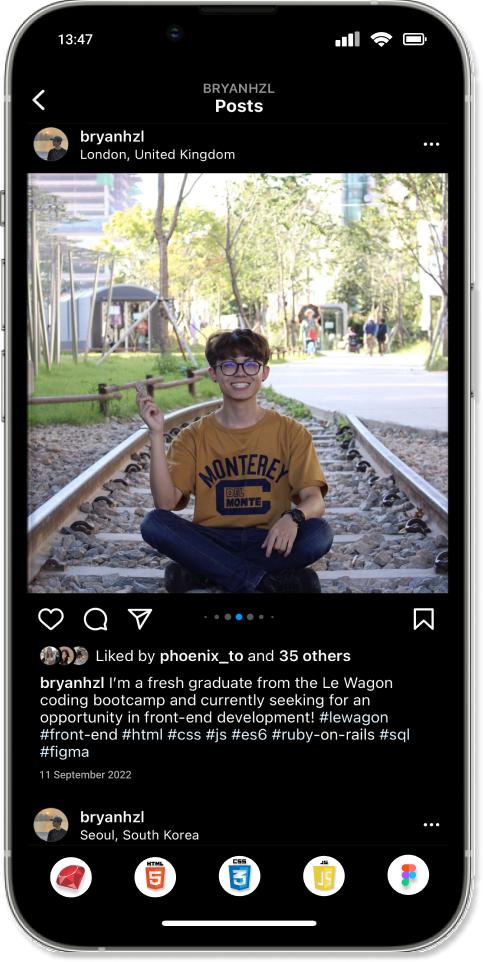 13:47
BRYANHZL
Posts
bryanhzl
London, United Kingdom
MONTEREY
DEL
MONTE
Liked by phoenix_to and 35 others
bryanhzl I'm a fresh graduate from the Le Wagon
coding bootcamp and currently seeking for an
opportunity in front-end development! #lewagon
#front-end #html #css #js #es6 #ruby-on-rails #sql
#figma
11 September 2022
bryanhzl
Seoul, South Korea
HTML
5
CSS
3
JS
JS